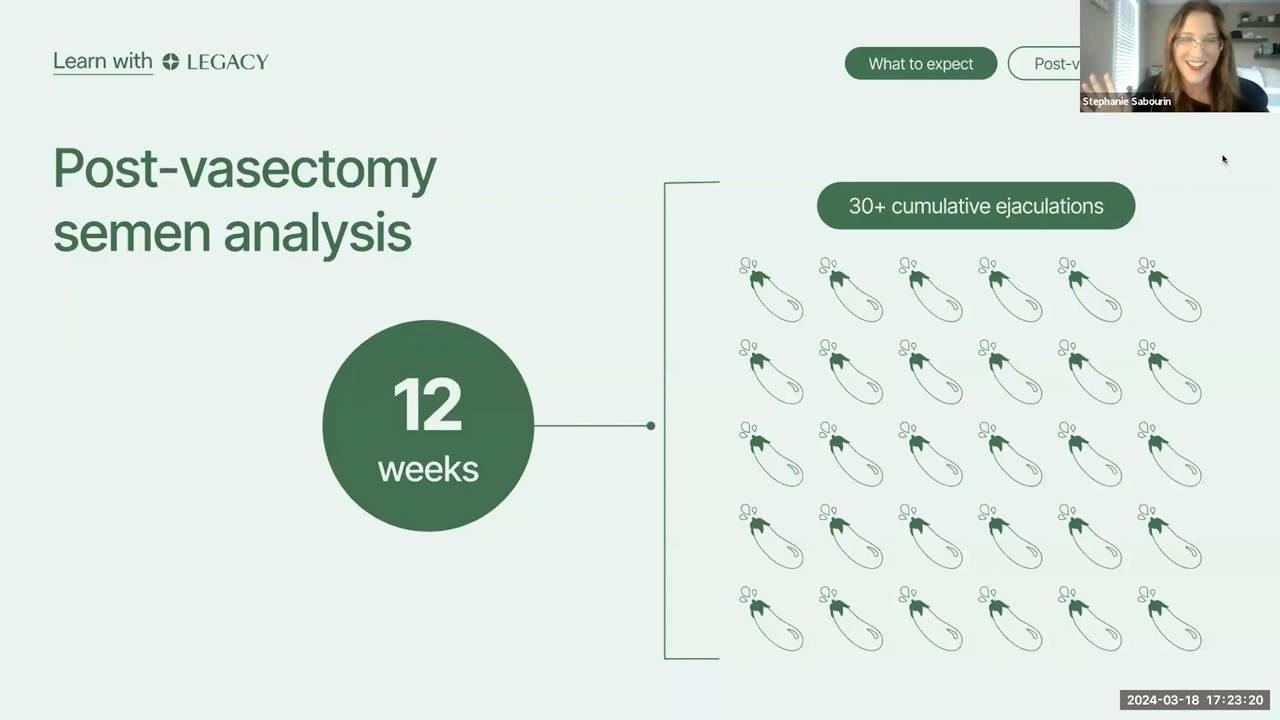 Learn with LEGACY
What to expect
Post-v
Stephanie Sabourin
Post-vasectomy
semen analysis
30+ cumulative ejaculations
12
weeks
2024-03-18 17:23:20